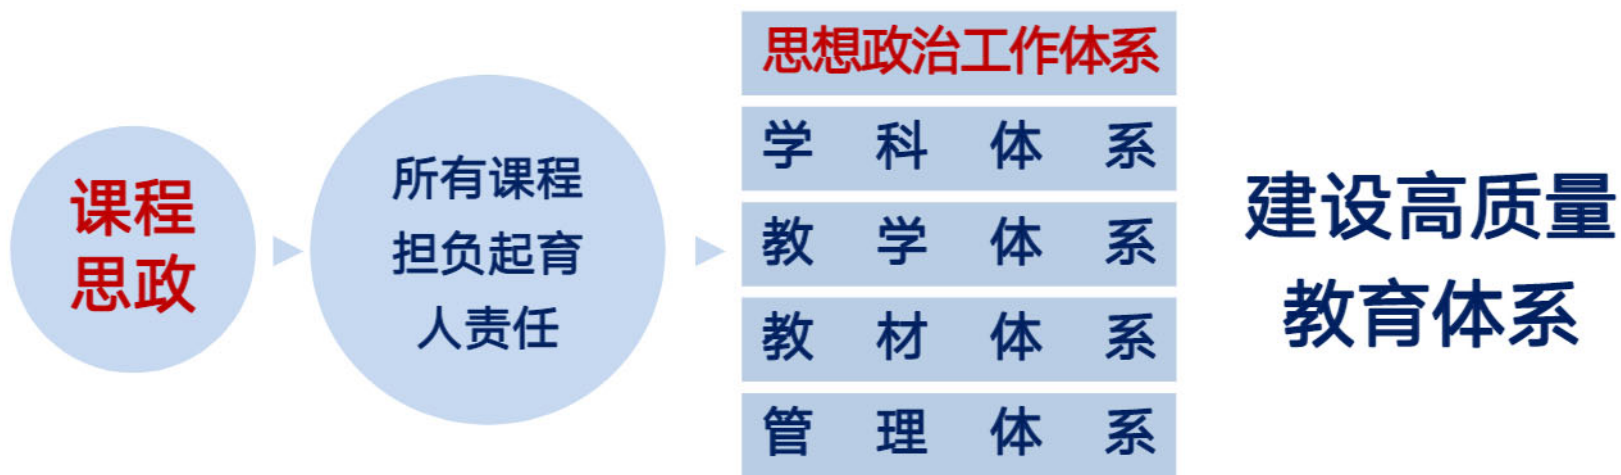 课程
思政
所有课程
担负起育
人责任
思想政治工作体系
学科体系
教学体系
教材体系
管理体系
建设高质量
教育体系